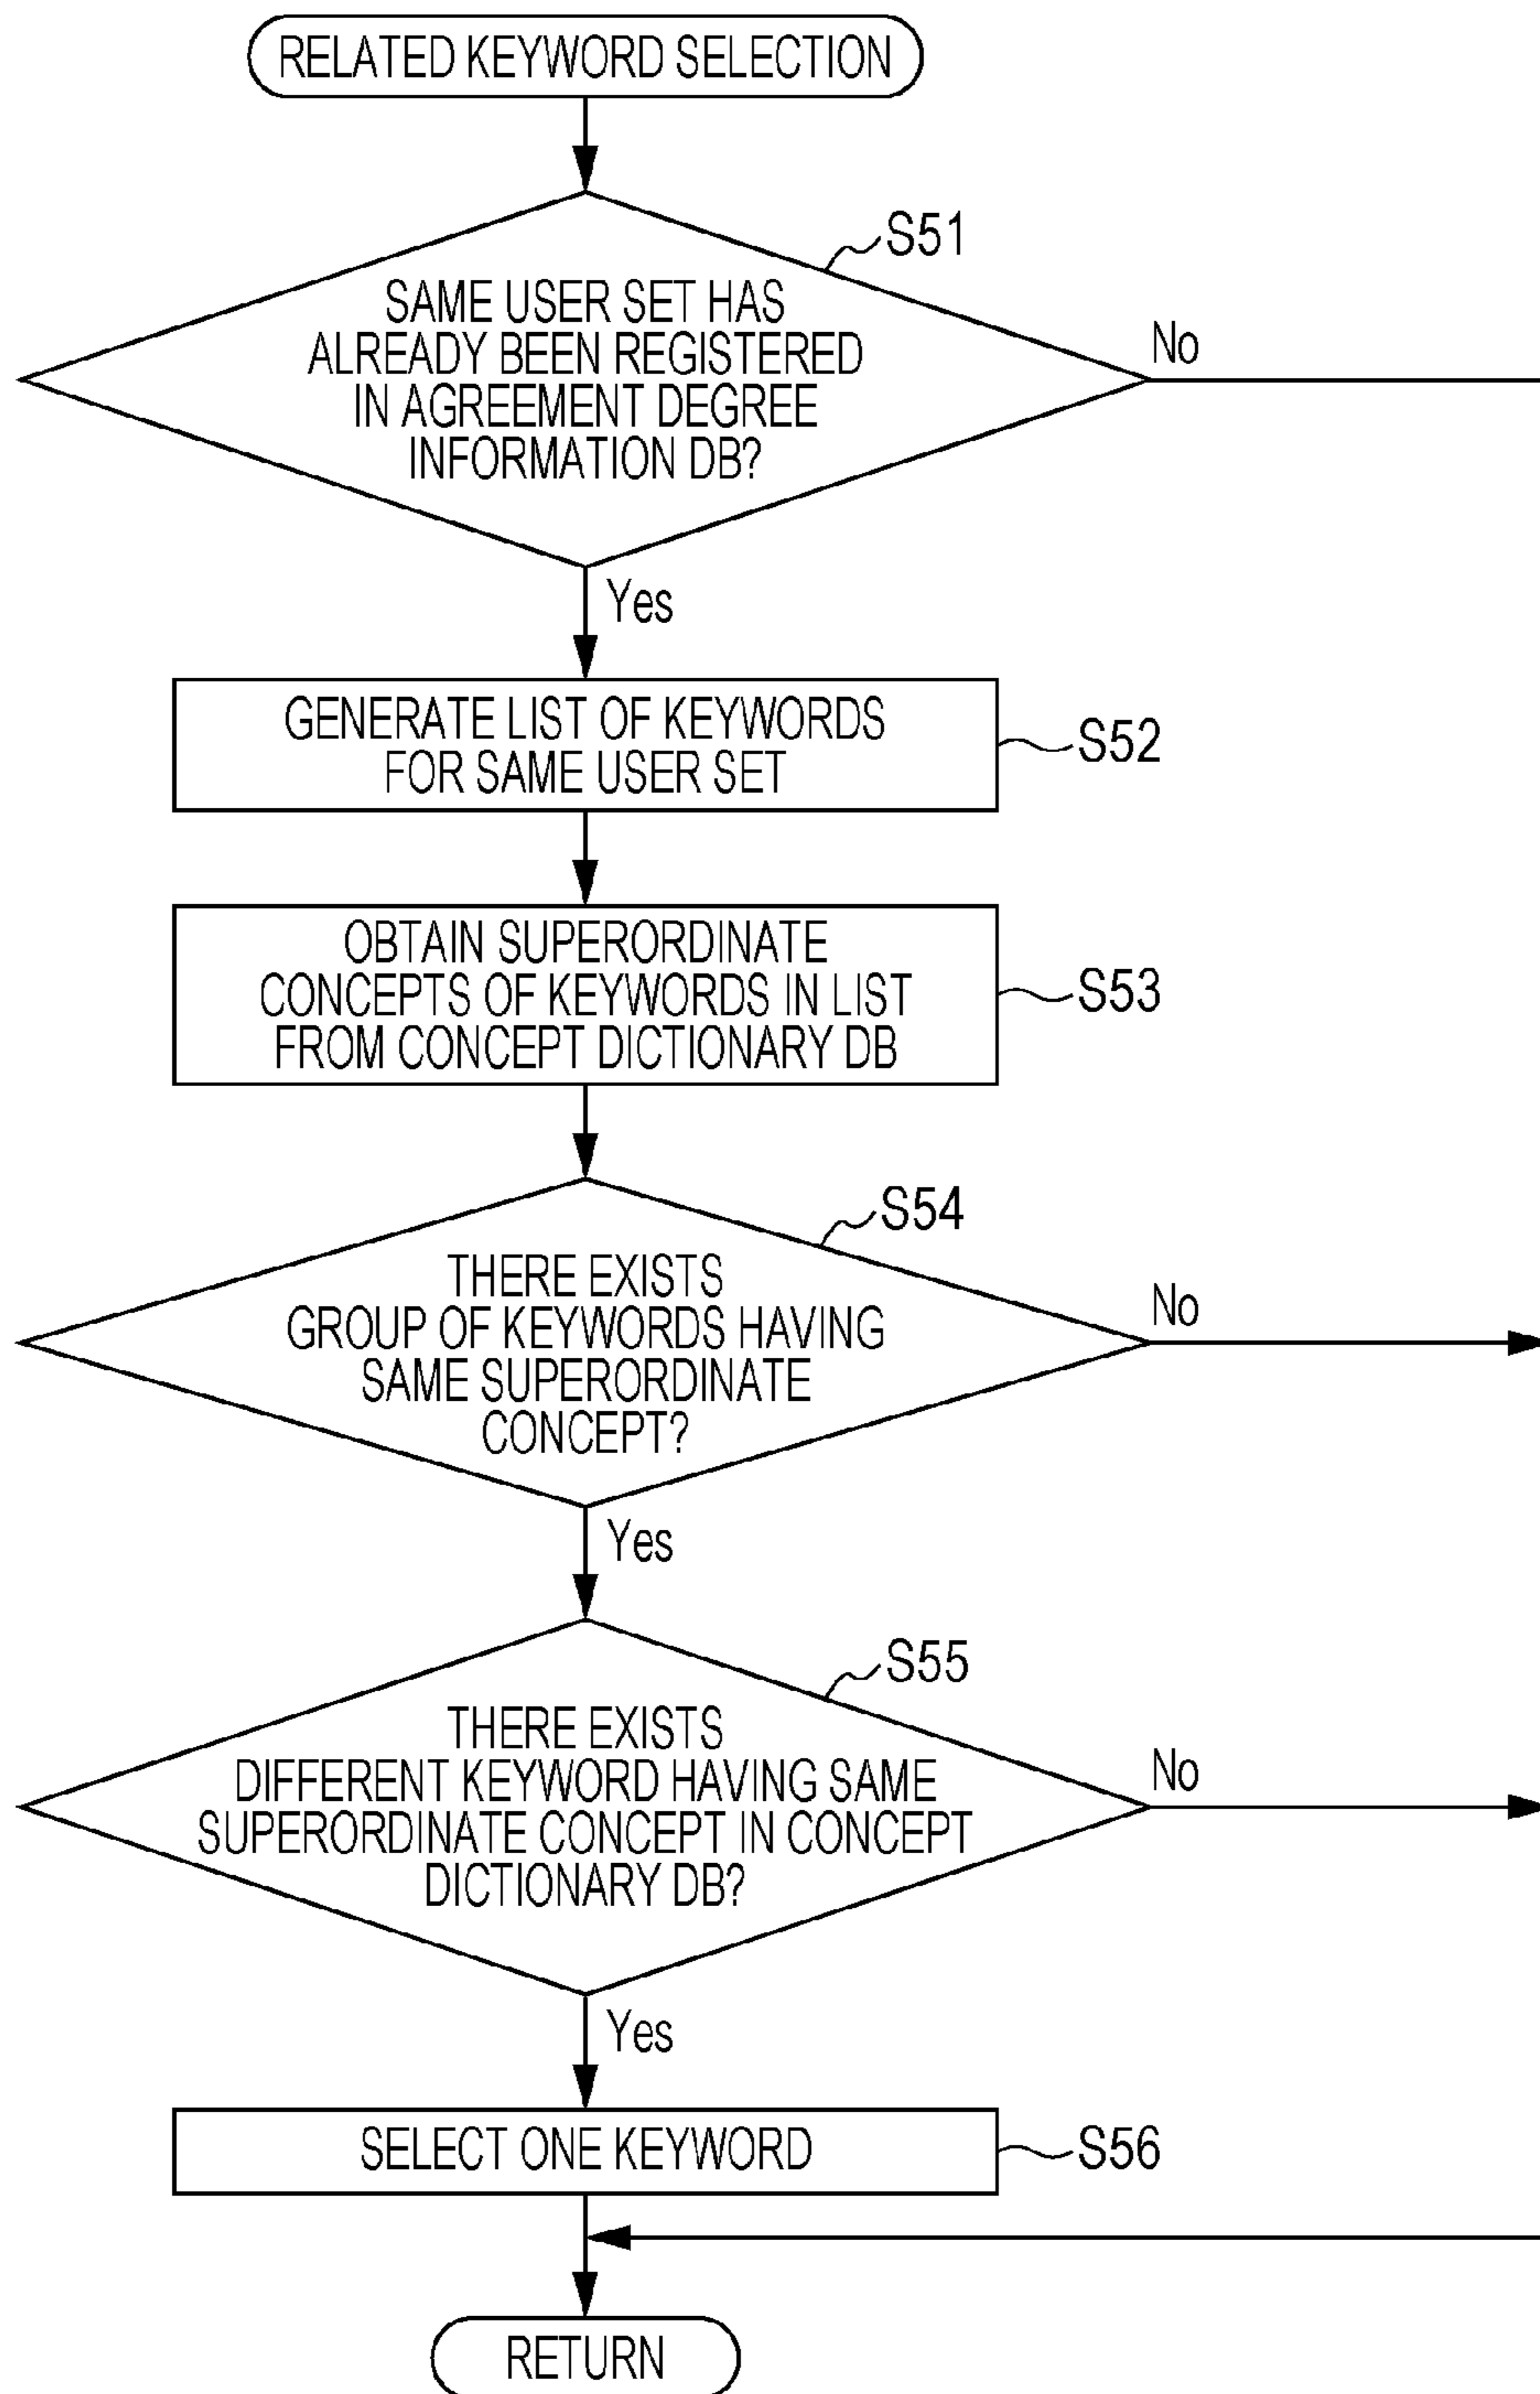 RELATED KEYWORD SELECTION
S51
SAME USER SET HAS
ALREADY BEEN REGISTERED
IN AGREEMENT DEGREE
INFORMATION DB?
No
Yes
GENERATE LIST OF KEYWORDS
FOR SAME USER SET
S52
OBTAIN SUPERORDINATE
CONCEPTS OF KEYWORDS IN LIST
FROM CONCEPT DICTIONARY DB
S53
S54
THERE EXISTS
GROUP OF KEYWORDS HAVING
SAME SUPERORDINATE
CONCEPT?
No
Yes
S55
THERE EXISTS
DIFFERENT KEYWORD HAVING SAME
SUPERORDINATE CONCEPT IN CONCEPT
DICTIONARY DB?
No
Yes
SELECT ONE KEYWORD
S56
RETURN